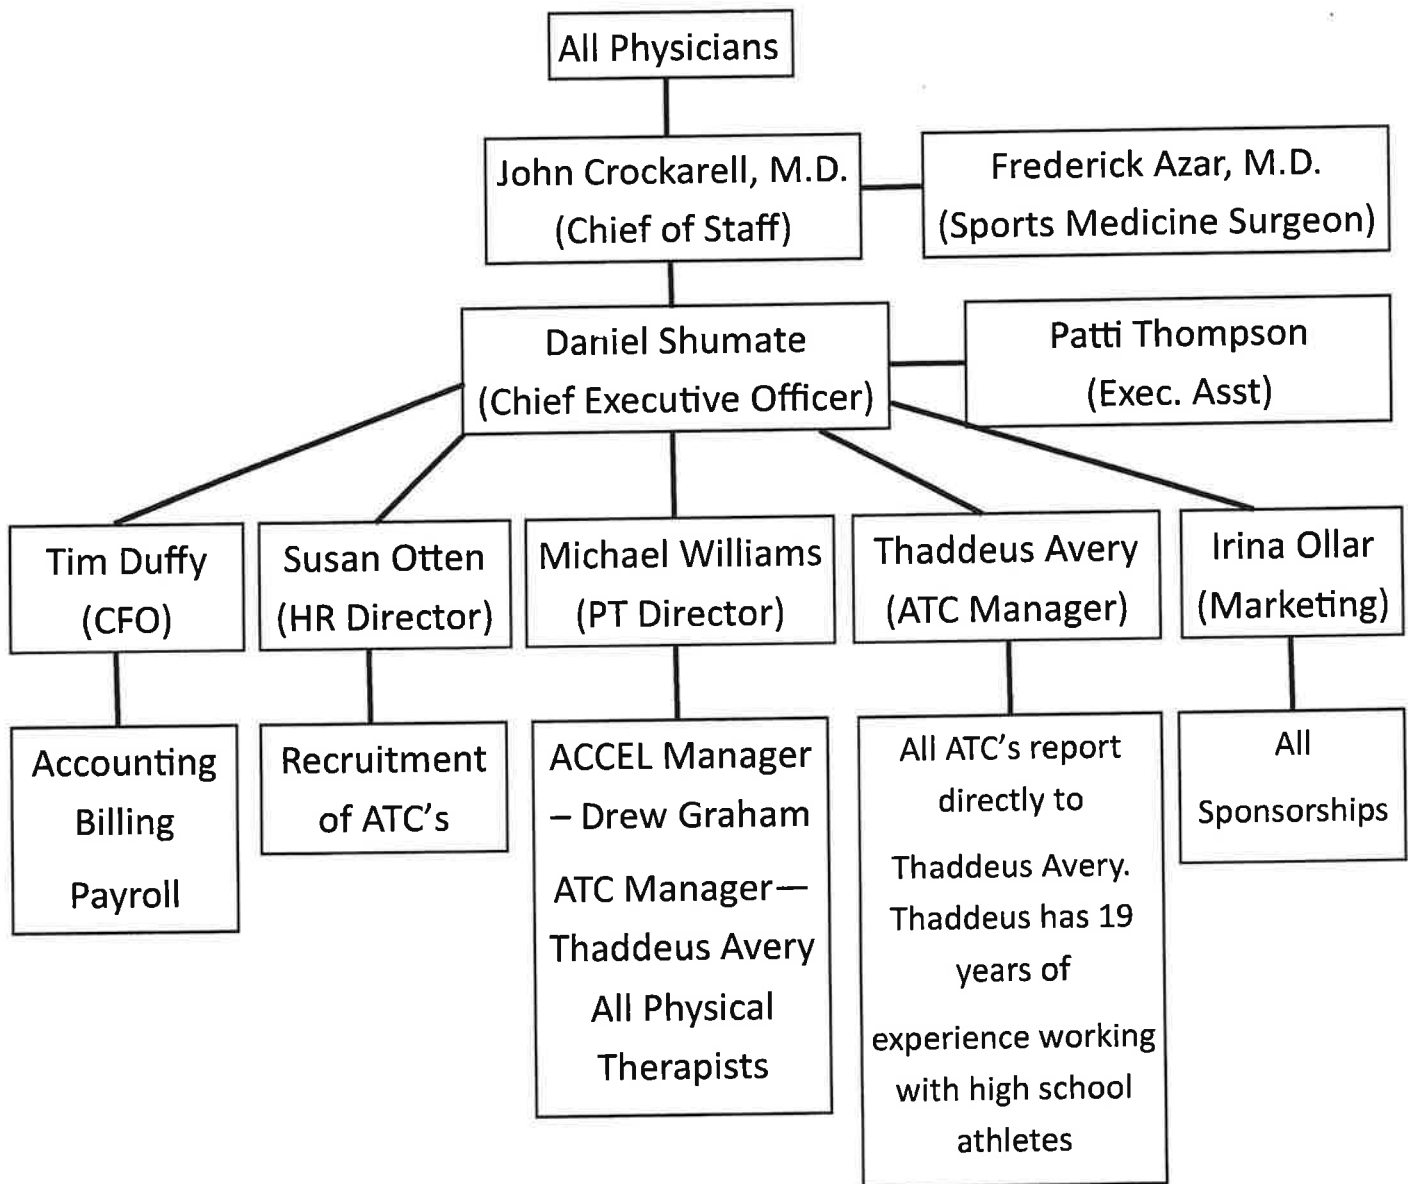 All Physicians
John Crockarell, M.D.
(Chief of Staff)
Frederick Azar, M.D.
(Sports Medicine Surgeon)
Daniel Shumate
(Chief Executive Officer)
Patti Thompson
(Exec. Asst)
Tim Duffy
(CFO)
Susan Otten
(HR Director)
Michael Williams
(PT Director)
Thaddeus Avery
(ATC Manager)
Irina Ollar
(Marketing)
Accounting
Billing
Payroll
Recruitment
of ATC’s
ACCEL Manager
– Drew Graham
ATC Manager—
Thaddeus Avery
All Physical
Therapists
All ATC’s report
directly to
Thaddeus Avery.
Thaddeus has 19
years of
experience working
with high school
athletes
All
Sponsorships